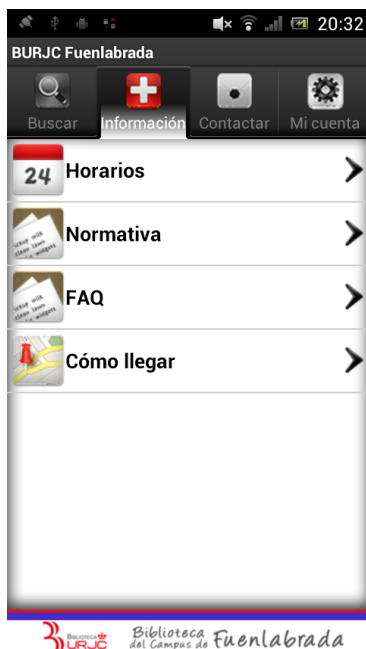 20:32
BURJC Fuenlabrada
Buscar
Información
Contactar
Mi cuenta
24 Horarios
Normativa
FAQ
Cómo llegar
BIBLIOTECA
URJC
Biblioteca
del Campus de Fuenlabrada